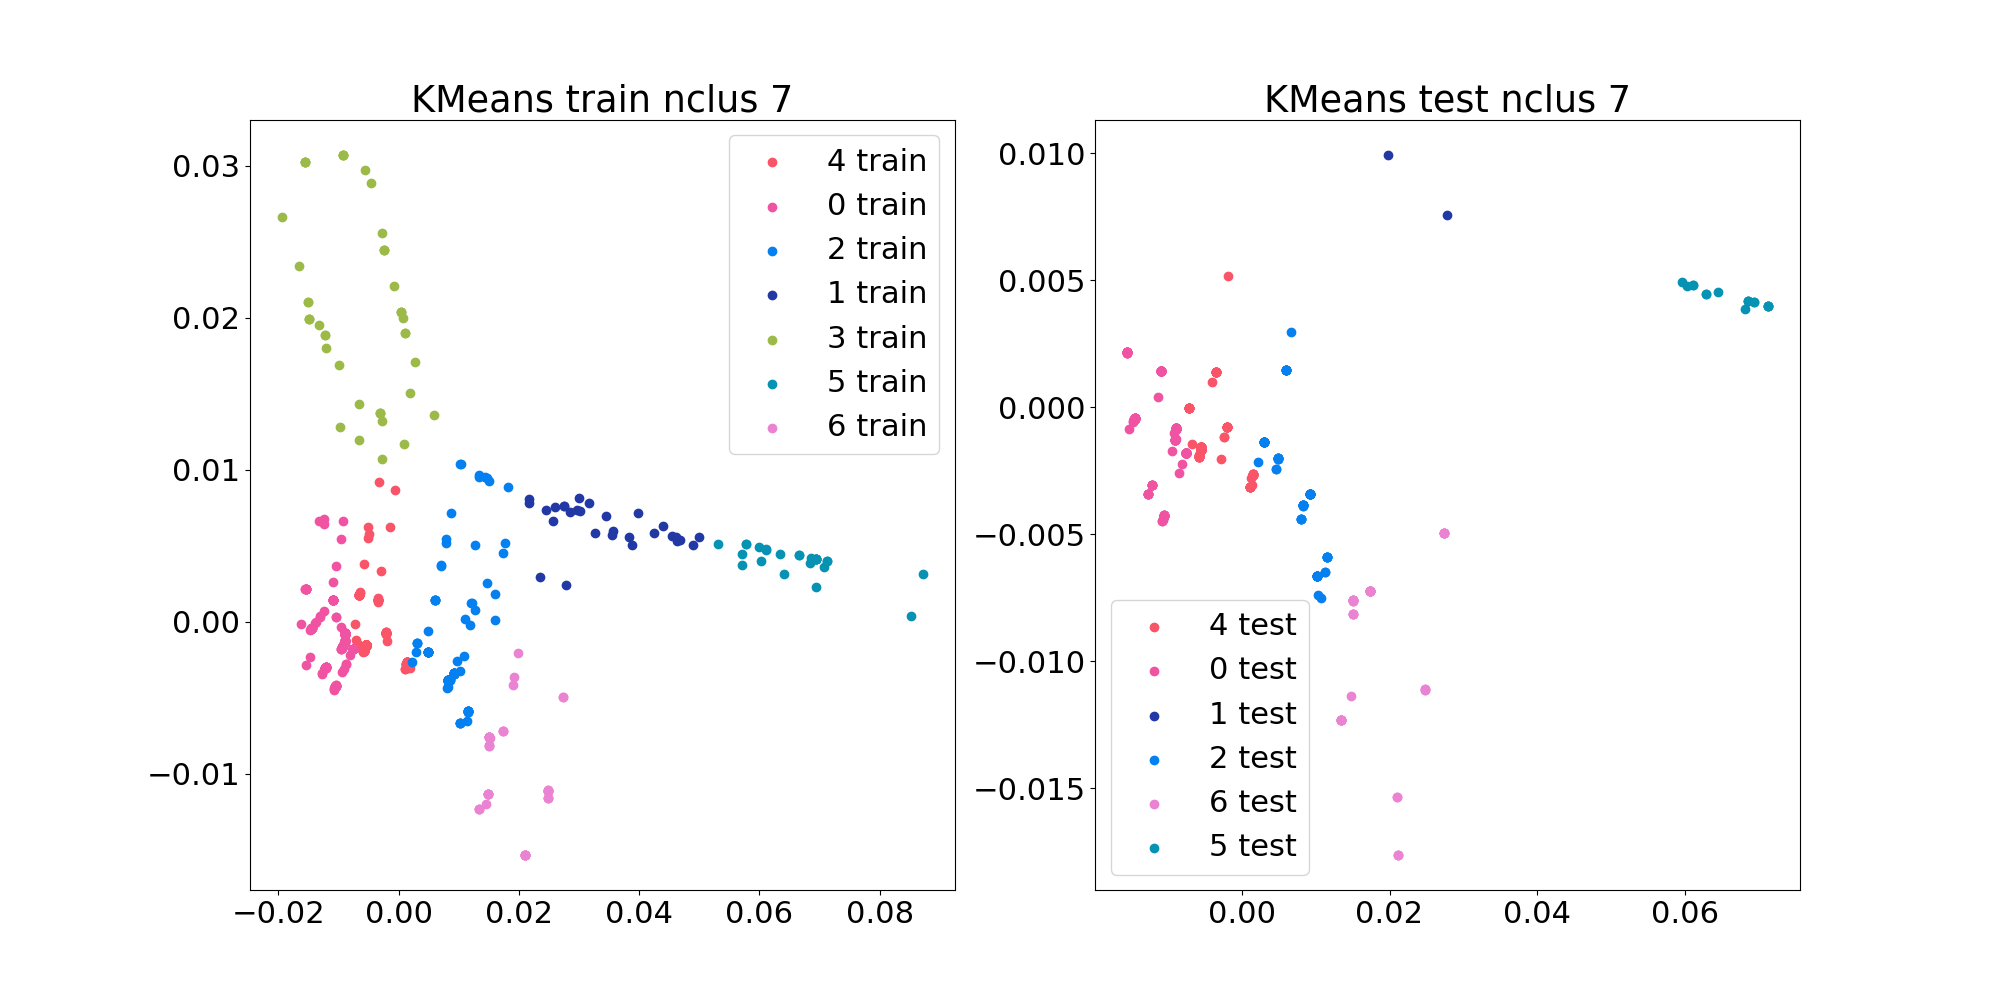 KMeans train nclus 7
0.03
0.02
0.01
0.00
−0.01
−0.02 0.00 0.02 0.04 0.06 0.08
4 train
0 train
2 train
1 train
3 train
5 train
6 train
KMeans test nclus 7
0.010
0.005
0.000
−0.005
−0.010
−0.015
0.00 0.02 0.04 0.06
4 test
0 test
1 test
2 test
6 test
5 test